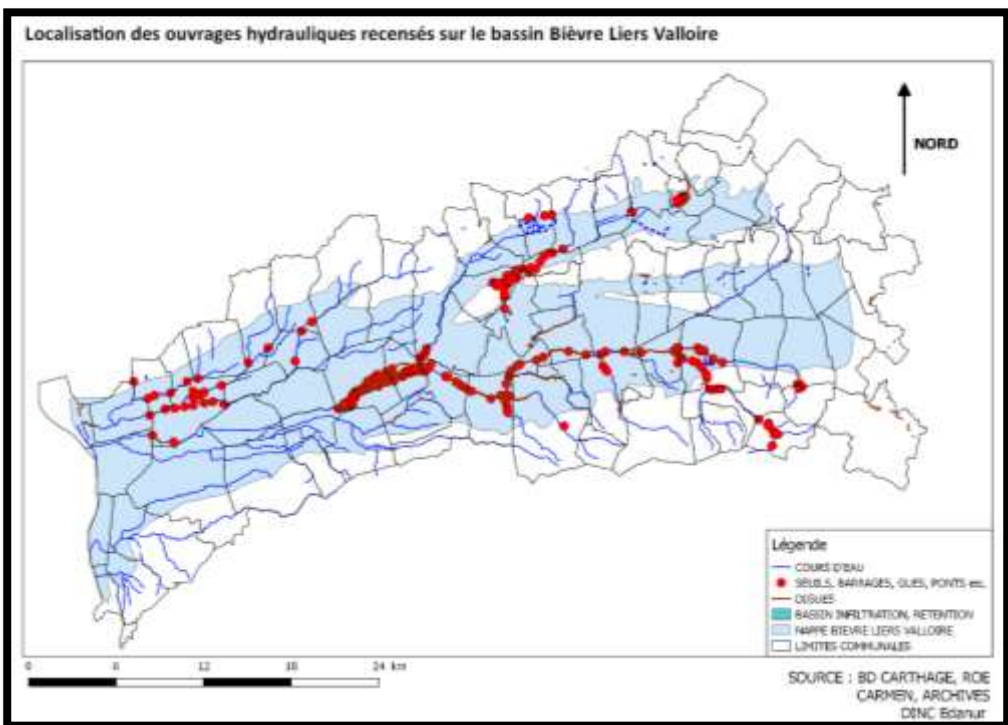 Localisation des ouvrages hydrauliques recensés sur le bassin Bièvre Liers Valloire
NORD
Légende
COURS D'EAU
SEUILS, BARRAGES, GUES, PONTS etc.
DIGUES
BASSIN INFILTRATION, RETENTION
NAPPE BIEVRE LIERS VALLOIRE
LIMITES COMMUNALES
0 6 12 18 24 km
SOURCE : BD CARTHAGE, ROE
CARMEN, ARCHIVES
DINC Edanur